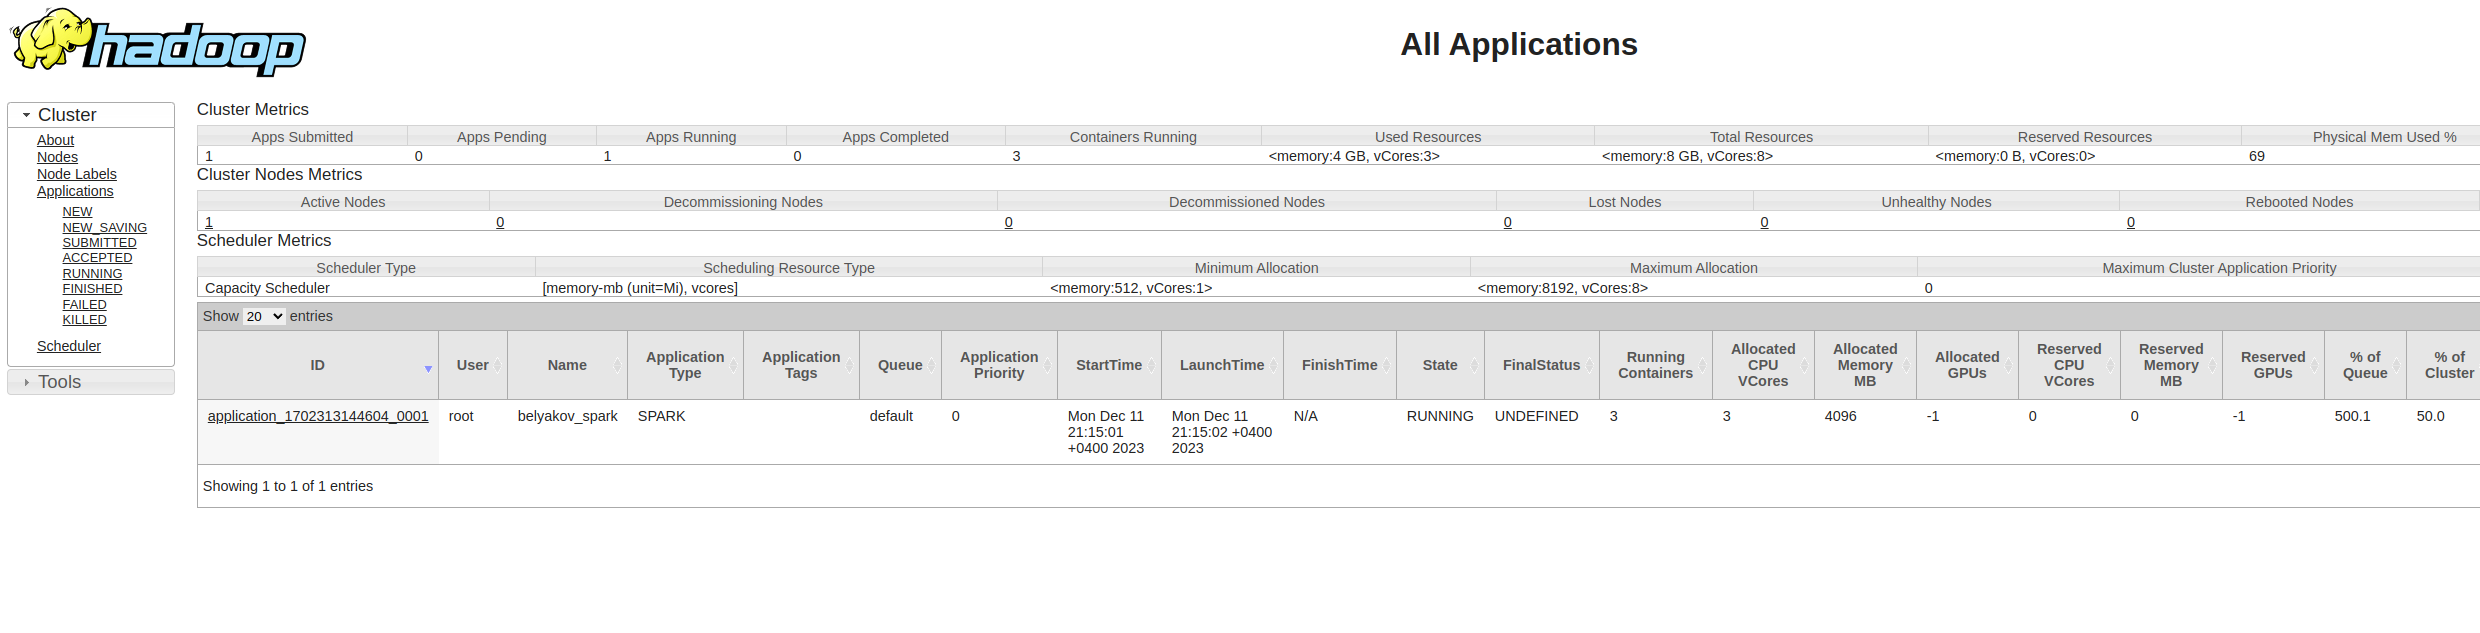 hadoop
All Applications
Cluster
About
Nodes
Node Labels
Applications
NEW
NEW_SAVING
SUBMITTED
ACCEPTED
RUNNING
FINISHED
FAILED
KILLED
Scheduler
Tools
Cluster Metrics
Apps Submitted Apps Pending Apps Running Apps Completed Containers Running Used Resources Total Resources Reserved Resources Physical Mem Used %
1 0 1 0 3 <memory:4 GB, vCores:3> <memory:8 GB, vCores:8> <memory:0 B, vCores:0> 69
Cluster Nodes Metrics
Active Nodes Decommissioning Nodes Decommissioned Nodes Lost Nodes Unhealthy Nodes Rebooted Nodes
1 0 0 0 0 0
Scheduler Metrics
Scheduler Type Scheduling Resource Type Minimum Allocation Maximum Allocation Maximum Cluster Application Priority
Capacity Scheduler [memory-mb (unit=Mi), vcores] <memory:512, vCores:1> <memory:8192, vCores:8> 0
Show 20 entries
ID User Name Application Type Application Tags Queue Application Priority StartTime LaunchTime FinishTime State FinalStatus Running Containers Allocated CPU VCores Allocated Memory MB Allocated GPUs Reserved CPU VCores Reserved Memory MB Reserved GPUs % of Queue % of Cluster
application_1702313144604_0001 root belyakov_spark SPARK default 0 Mon Dec 11 21:15:01 +0400 2023 Mon Dec 11 21:15:02 +0400 2023 N/A RUNNING UNDEFINED 3 3 4096 -1 0 0 -1 500.1 50.0
Showing 1 to 1 of 1 entries